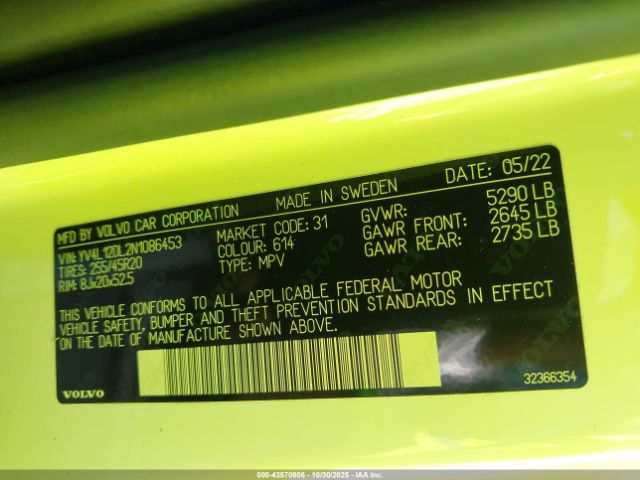 MFD BY VOLVO CAR CORPORATION MADE IN SWEDEN DATE: 05/22
VIN: YV4L12DL2N1086453 MARKET CODE: 31 GVWR: 5290 LB
TIRES: 255/45R20 COLOUR: 614 GAWR FRONT: 2645 LB
RIM: 8Jx20x52.5 TYPE: MPV GAWR REAR: 2735 LB
THIS VEHICLE CONFORMS TO ALL APPLICABLE FEDERAL MOTOR
VEHICLE SAFETY, BUMPER AND THEFT PREVENTION STANDARDS IN EFFECT
ON THE DATE OF MANUFACTURE SHOWN ABOVE.
VOLVO 32366354
000-43570906 - 10/30/2025 - IAA Inc.